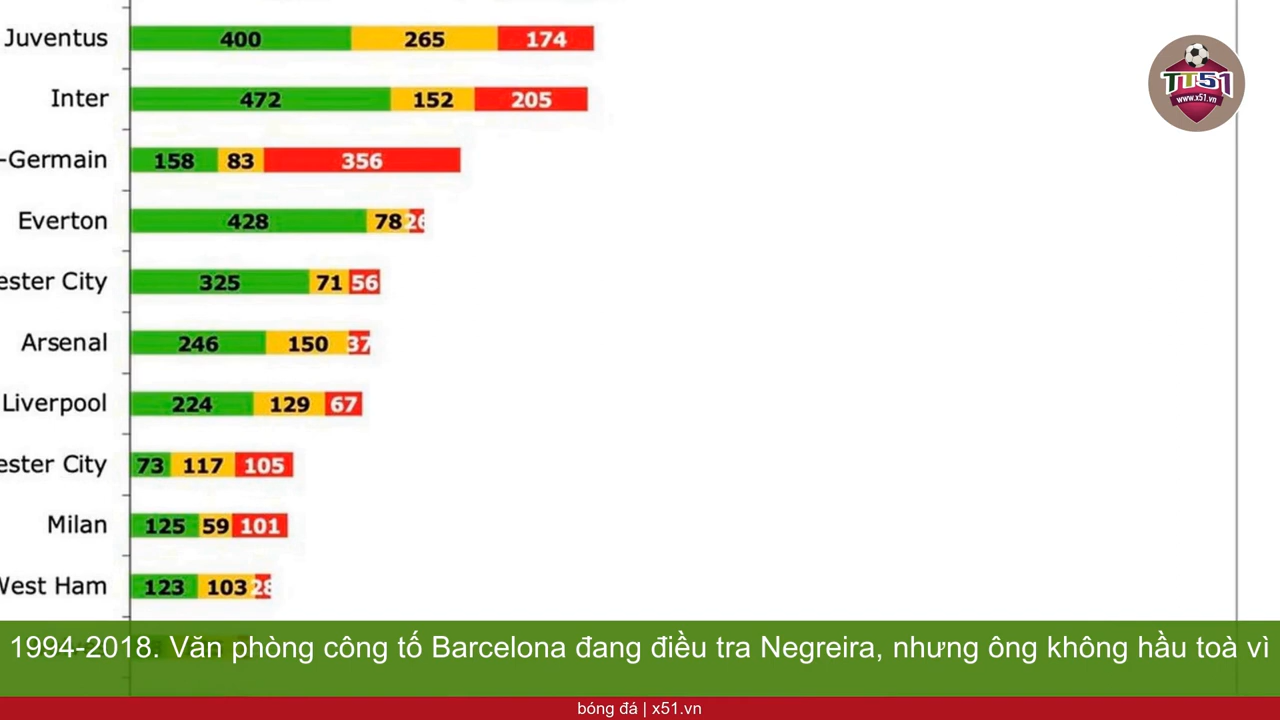 Juventus 400 265 174
TT51
www.x51.vn
Inter 472 152 205
-Germain 158 83 356
Everton 428 78 26
ester City 325 71 56
Arsenal 246 150 37
Liverpool 224 129 67
ester City 73 117 105
Milan 125 59 101
West Ham 123 103 28
1994-2018. Văn phòng công tố Barcelona đang điều tra Negreira, nhưng ông không hầu toà vì
bóng đá | x51.vn